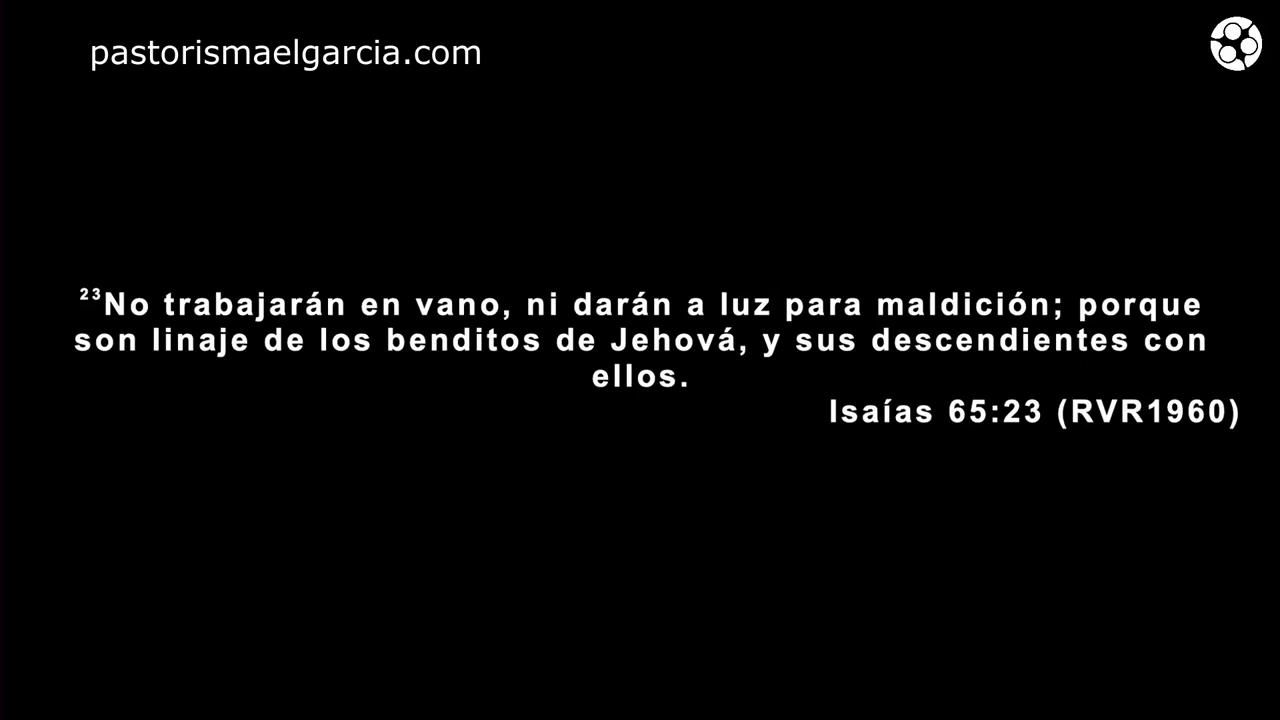 pastorismaelgarcia.com
²³No trabajarán en vano, ni darán a luz para maldición; porque
son linaje de los benditos de Jehová, y sus descendientes con
ellos.
Isaías 65:23 (RVR1960)